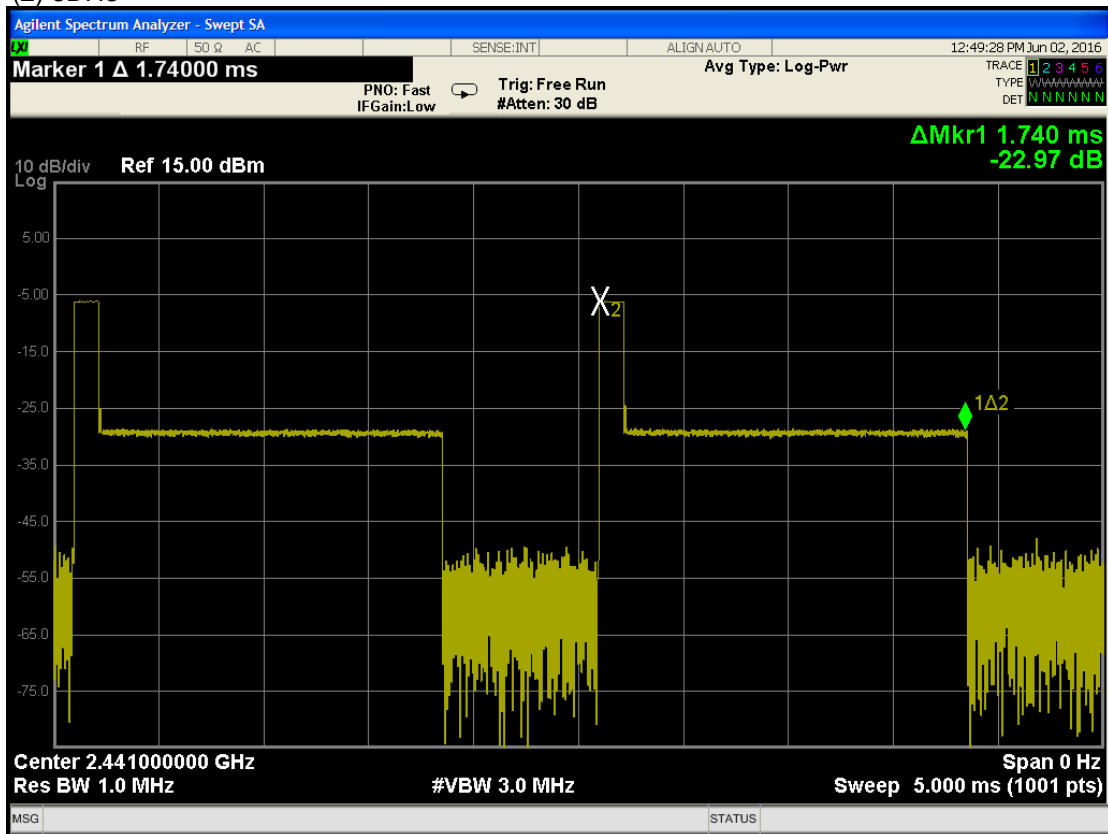 Agilent Spectrum Analyzer - Swept SA
LXI RF 50 Ω AC SENSE:INT ALIGN AUTO 12:49:28 PM Jun 02, 2016
Marker 1 Δ 1.74000 ms
PNO: Fast
IFGain:Low
Trig: Free Run
#Atten: 30 dB
Avg Type: Log-Pwr
TRACE 1 2 3 4 5 6
TYPE
DET N N N N N N
ΔMkr1 1.740 ms
-22.97 dB
10 dB/div Ref 15.00 dBm
Log
5.00
-5.00
2
-15.0
-25.0
1Δ2
-35.0
-45.0
-55.0
-65.0
-75.0
Center 2.441000000 GHz Span 0 Hz
Res BW 1.0 MHz #VBW 3.0 MHz Sweep 5.000 ms (1001 pts)
MSG STATUS